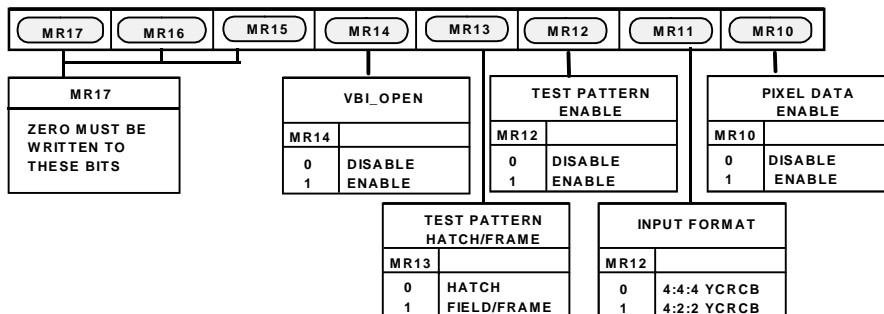 MR17 MR16 MR15 MR14 MR13 MR12 MR11 MR10
MR17
ZERO MUST BE
WRITTEN TO
THESE BITS
VBI_OPEN
MR14
0 DISABLE
1 ENABLE
TEST PATTERN
ENABLE
MR12
0 DISABLE
1 ENABLE
PIXEL DATA
ENABLE
MR10
0 DISABLE
1 ENABLE
TEST PATTERN
HATCH/FRAME
MR13
0 HATCH
1 FIELD/FRAME
INPUT FORMAT
MR12
0 4:4:4 YCRCB
1 4:2:2 YCRCB